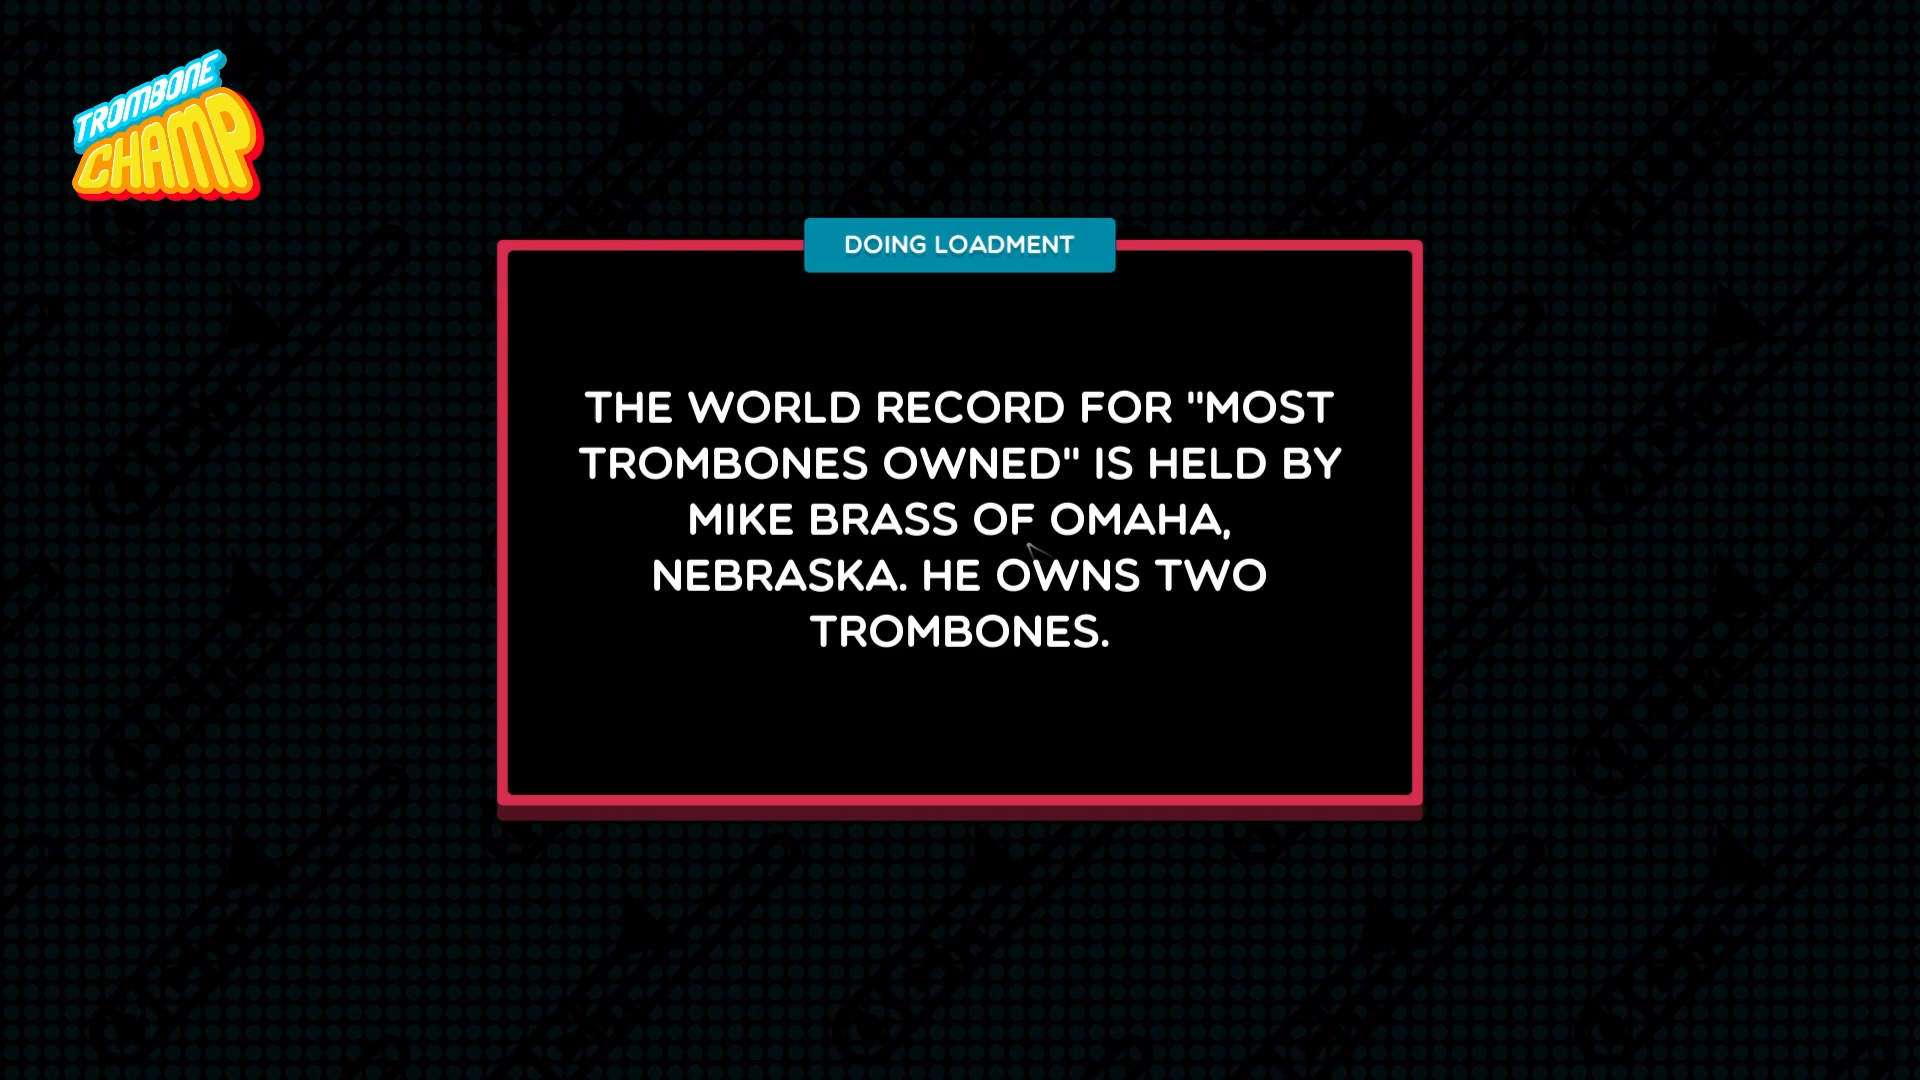 TROMBONE
CHAMP
DOING LOADMENT
THE WORLD RECORD FOR "MOST
TROMBONES OWNED" IS HELD BY
MIKE BRASS OF OMAHA,
NEBRASKA. HE OWNS TWO
TROMBONES.